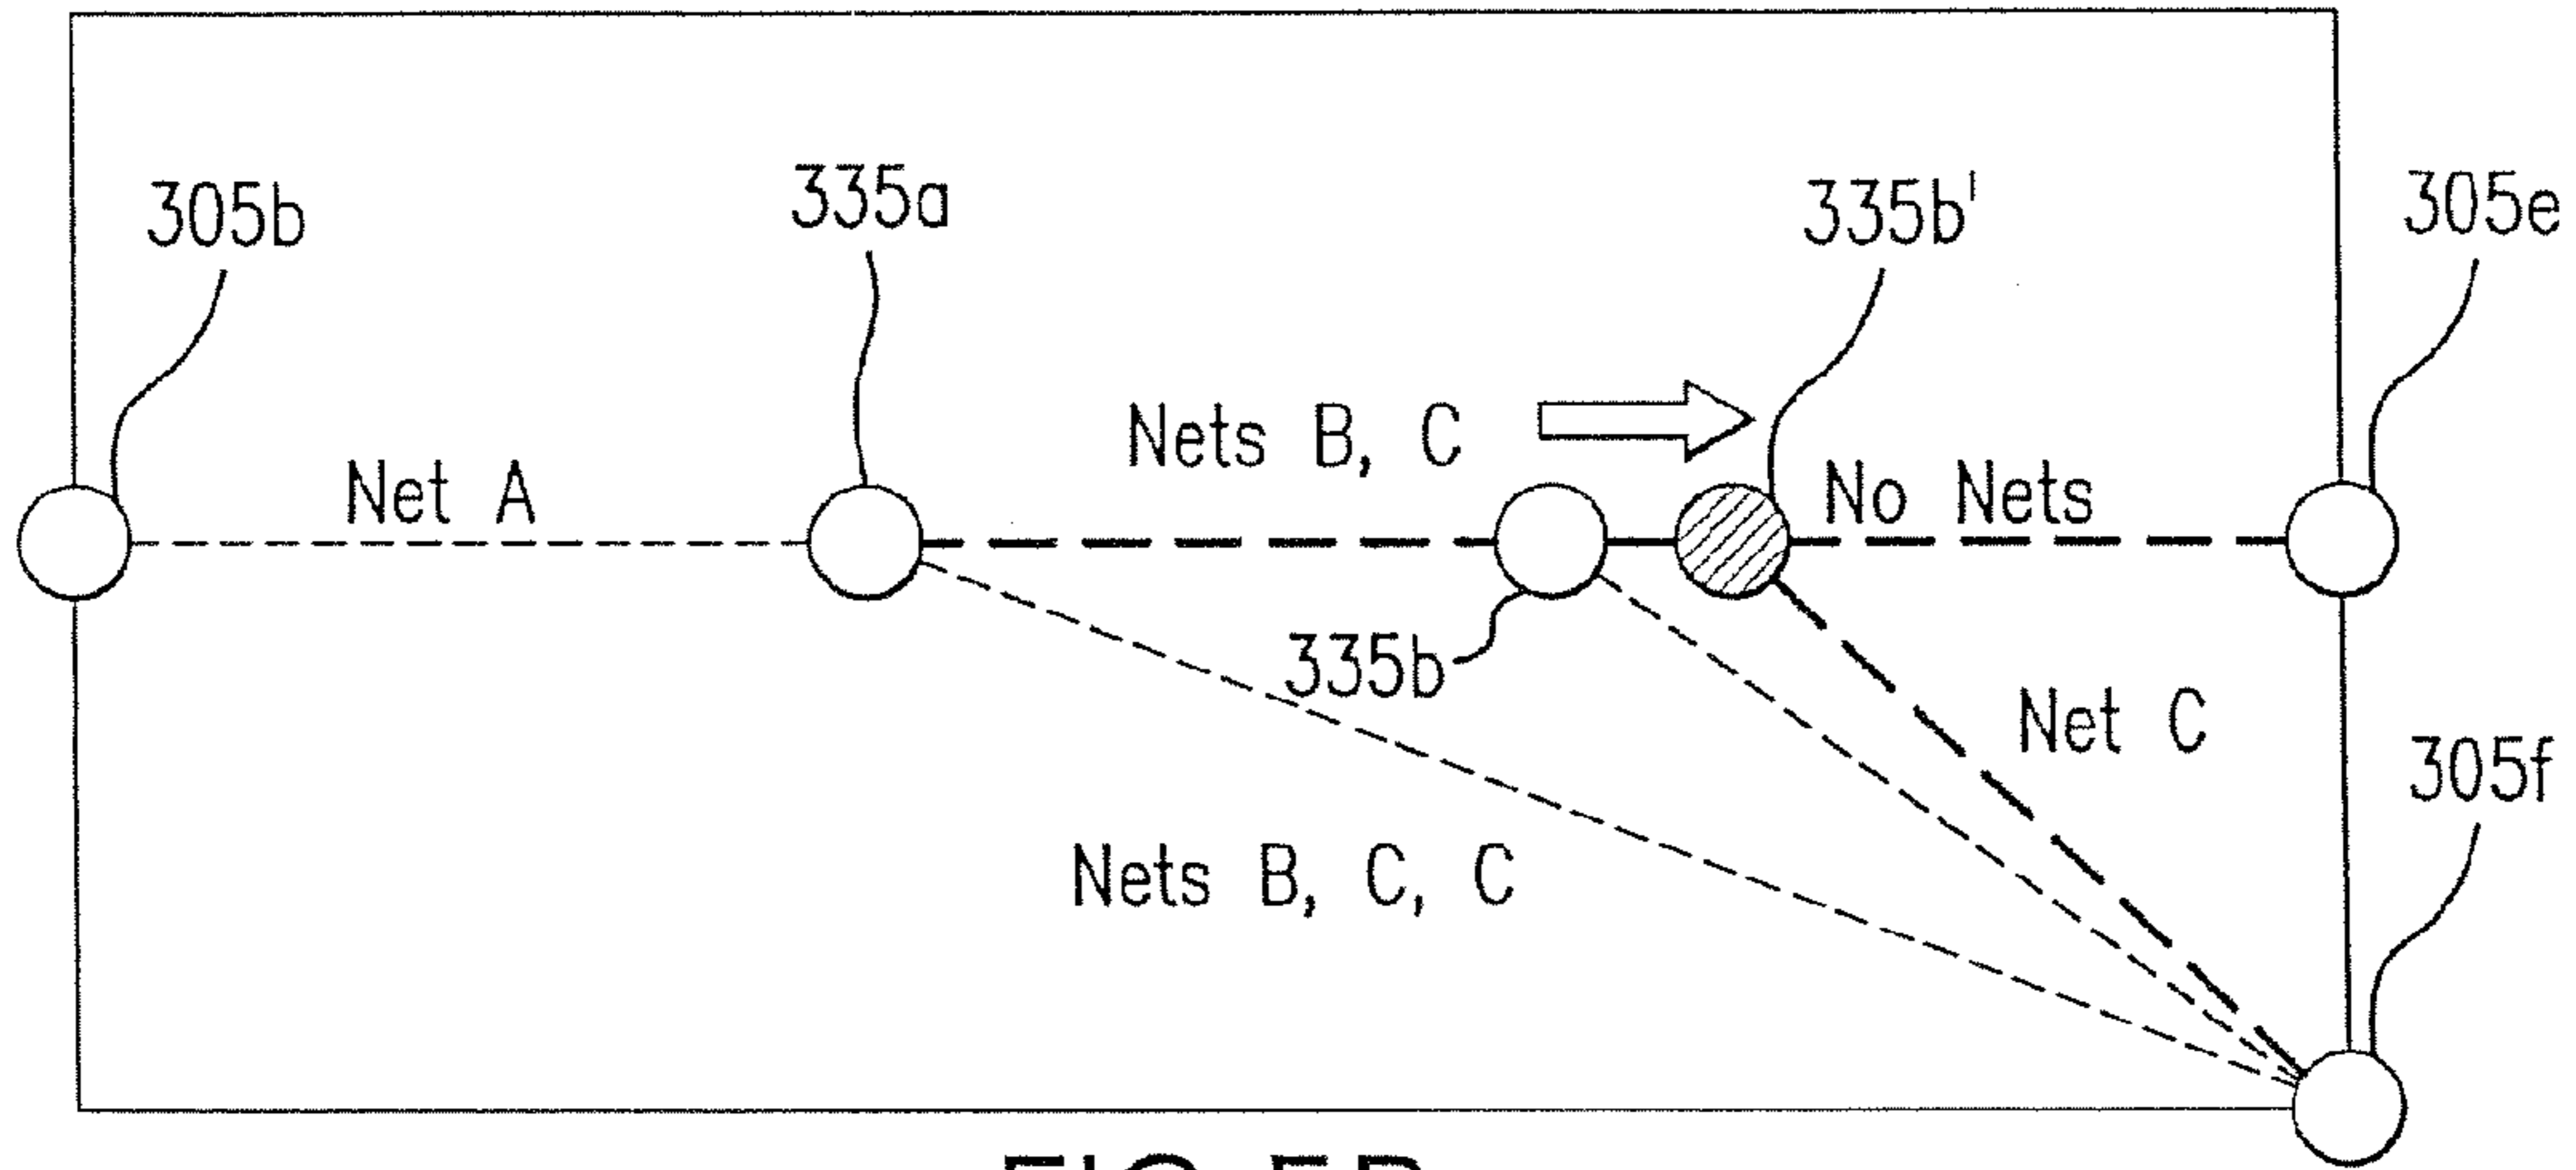 305b
335a
335b'
305e
Nets B, C
Net A
No Nets
335b
Net C
305f
Nets B, C, C